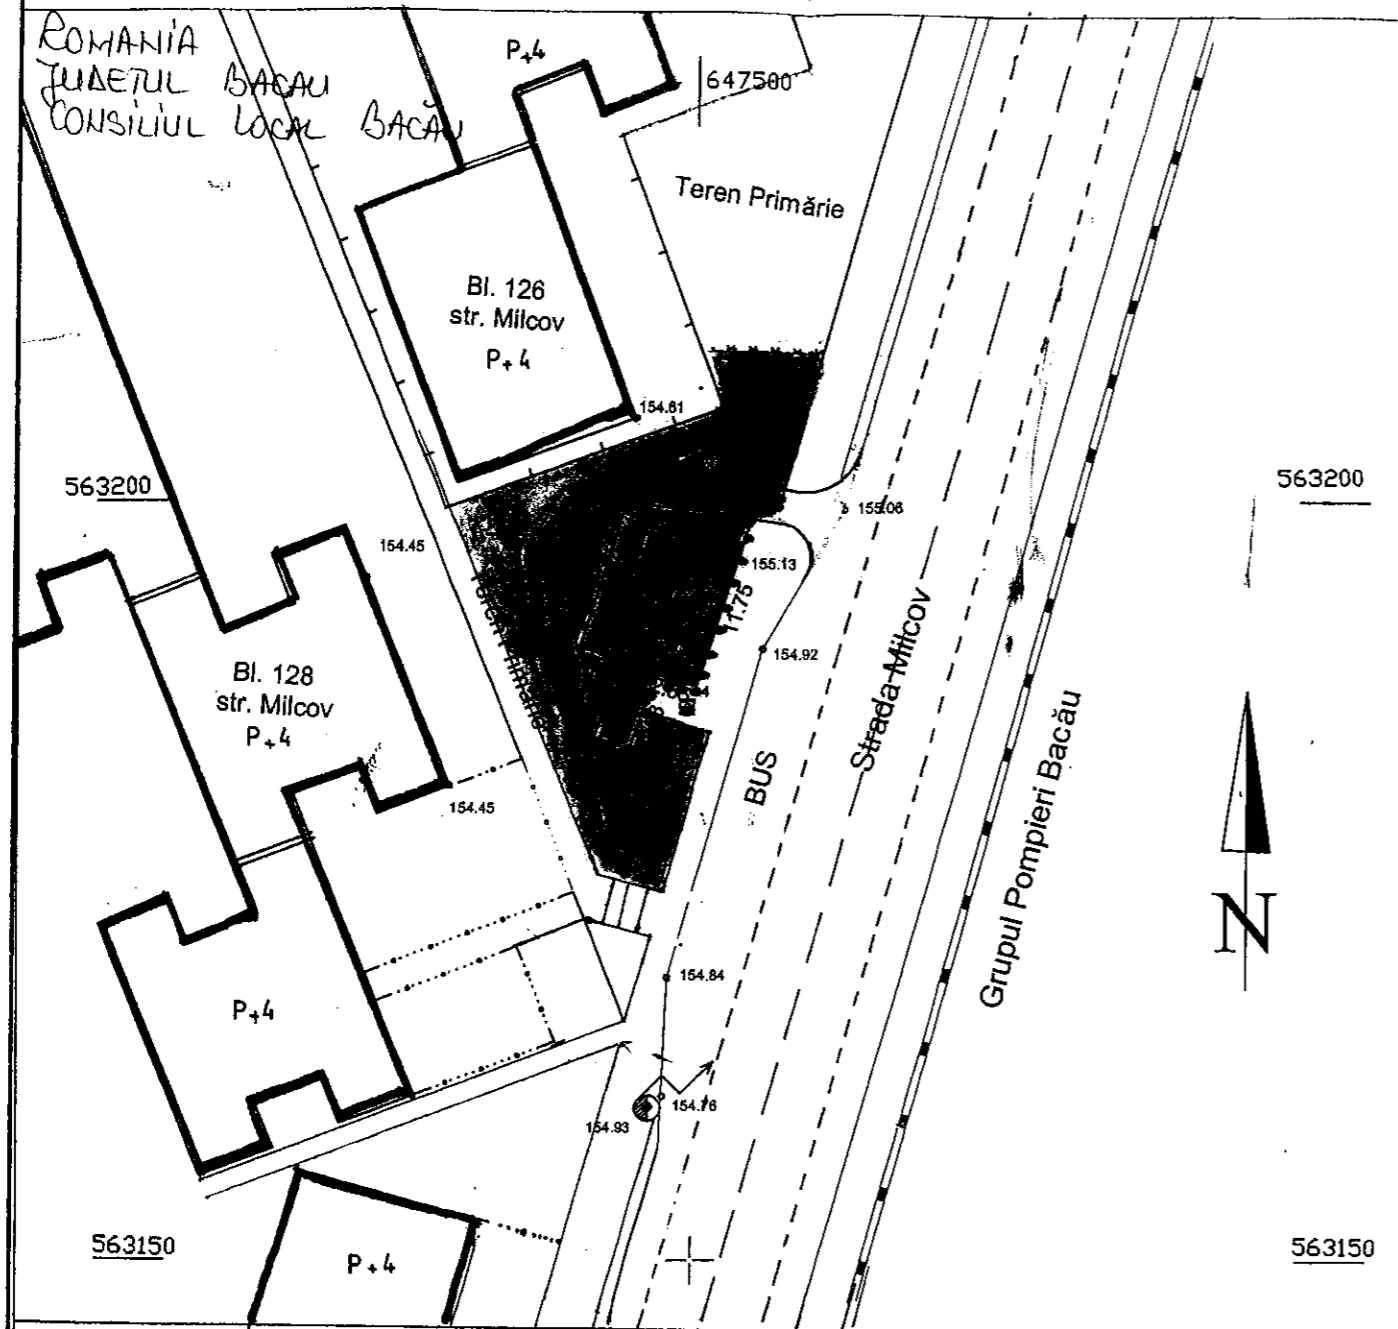 ROMANIA
JUDEȚUL BACAU
CONSILIUL LOCAL BACĂU
P+4
647500
Teren Primărie
Bl. 126
str. Milcov
P+4
154.81
563200
563200
154.45
155.06
155.13
11.75
154.92
Strada Milcov
Bl. 128
str. Milcov
P+4
BUS
Grupul Pompieri Bacău
154.45
N
154.84
P+4
154.76
154.93
563150
563150
P+4